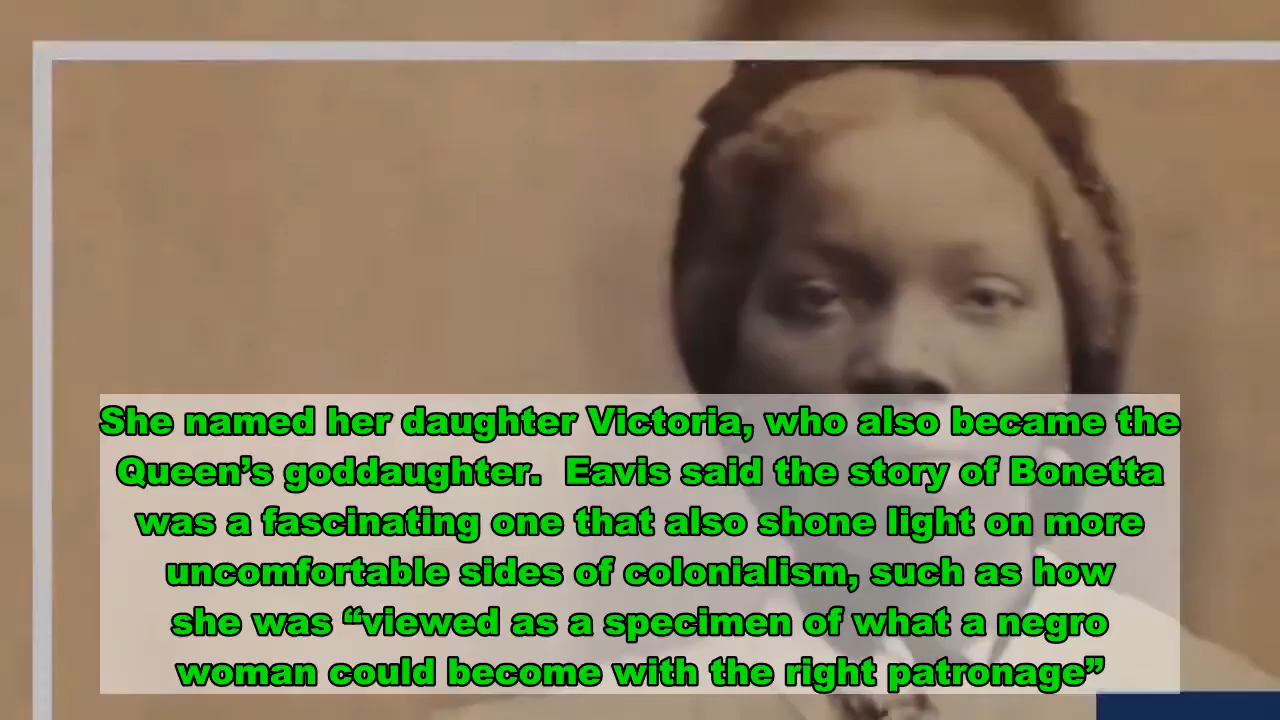 She named her daughter Victoria, who also became the
Queen’s goddaughter.  Eavis said the story of Bonetta
was a fascinating one that also shone light on more
uncomfortable sides of colonialism, such as how
she was “viewed as a specimen of what a negro
woman could become with the right patronage”